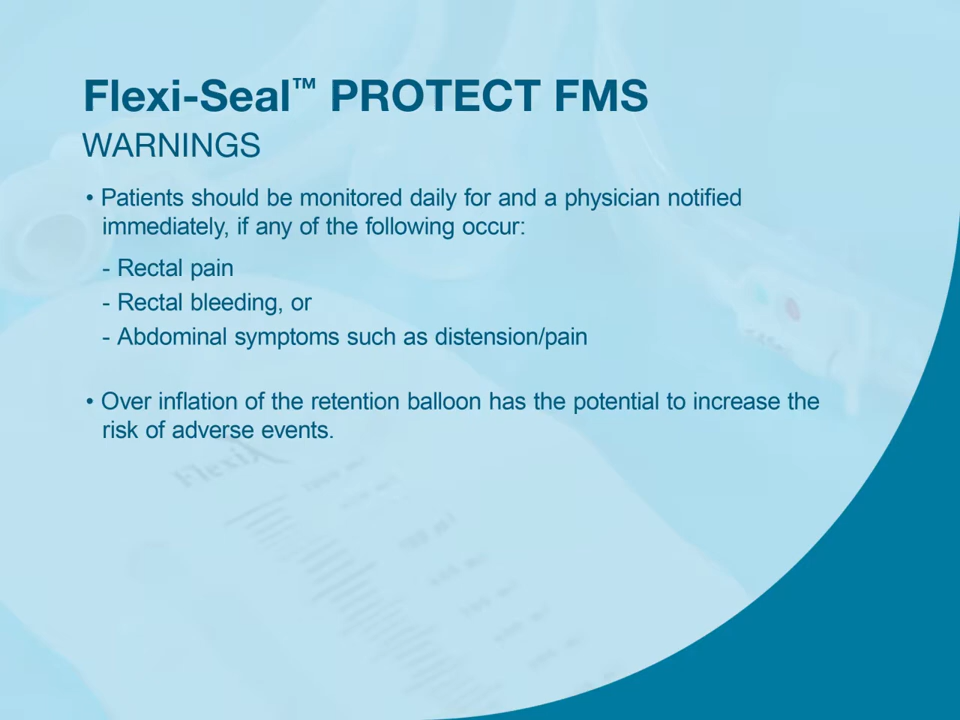 Flexi-Seal™ PROTECT FMS
WARNINGS
• Patients should be monitored daily for and a physician notified
immediately, if any of the following occur:
- Rectal pain
- Rectal bleeding, or
- Abdominal symptoms such as distension/pain
• Over inflation of the retention balloon has the potential to increase the
risk of adverse events.